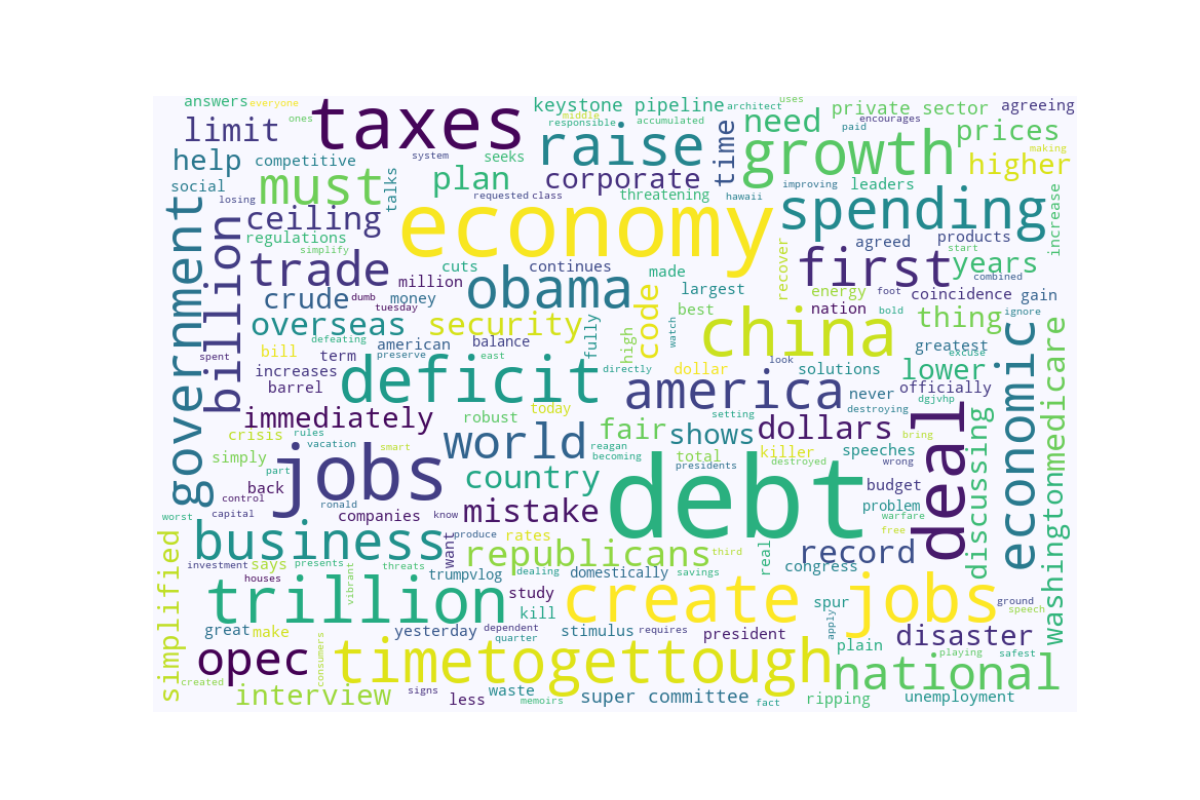 answers everyone taxes keystone pipeline architect uses private sector agreeing
limit ones middle responsible accumulated need encourages paid prices making
help competitive system seeks raise time growth higher
social losing must talks plan corporate requested class threatening improving hawaii leaders
government billion ceiling economy spending increase
regulations simplify cuts continues made recover agreed products start
trade million obama code largest first years combined
crude dumb money tuesday best energy foot coincidence gain
overseas security fully high watch china nation bold thing ignore
defeating american balance greatest
spent bill term preserve east directly dollar look solutions lower excuse
increases deficit america never officially
barrel today setting destroying dgjvhp
immediately robust fair shows dollars deal discussing economic washingtonmedicare
crisis rules vacation smart world reagan becoming total killer speeches bring
simply part jobs country presidents destroyed wrong
back control debt budget
worst capital ronald companies know mistake problem warfare
business want produce rates real record free
simplified investment says presents threats republicans third congress
houses vibrant trumpvlog dealing domestically savings
trillion study create jobs ground
kill spur speech
great make yesterday dependent quarter stimulus requires president apply disaster
opec consumers timetogettough plain playing safest
created interview signs less waste memoirs super committee fact ripping national unemployment